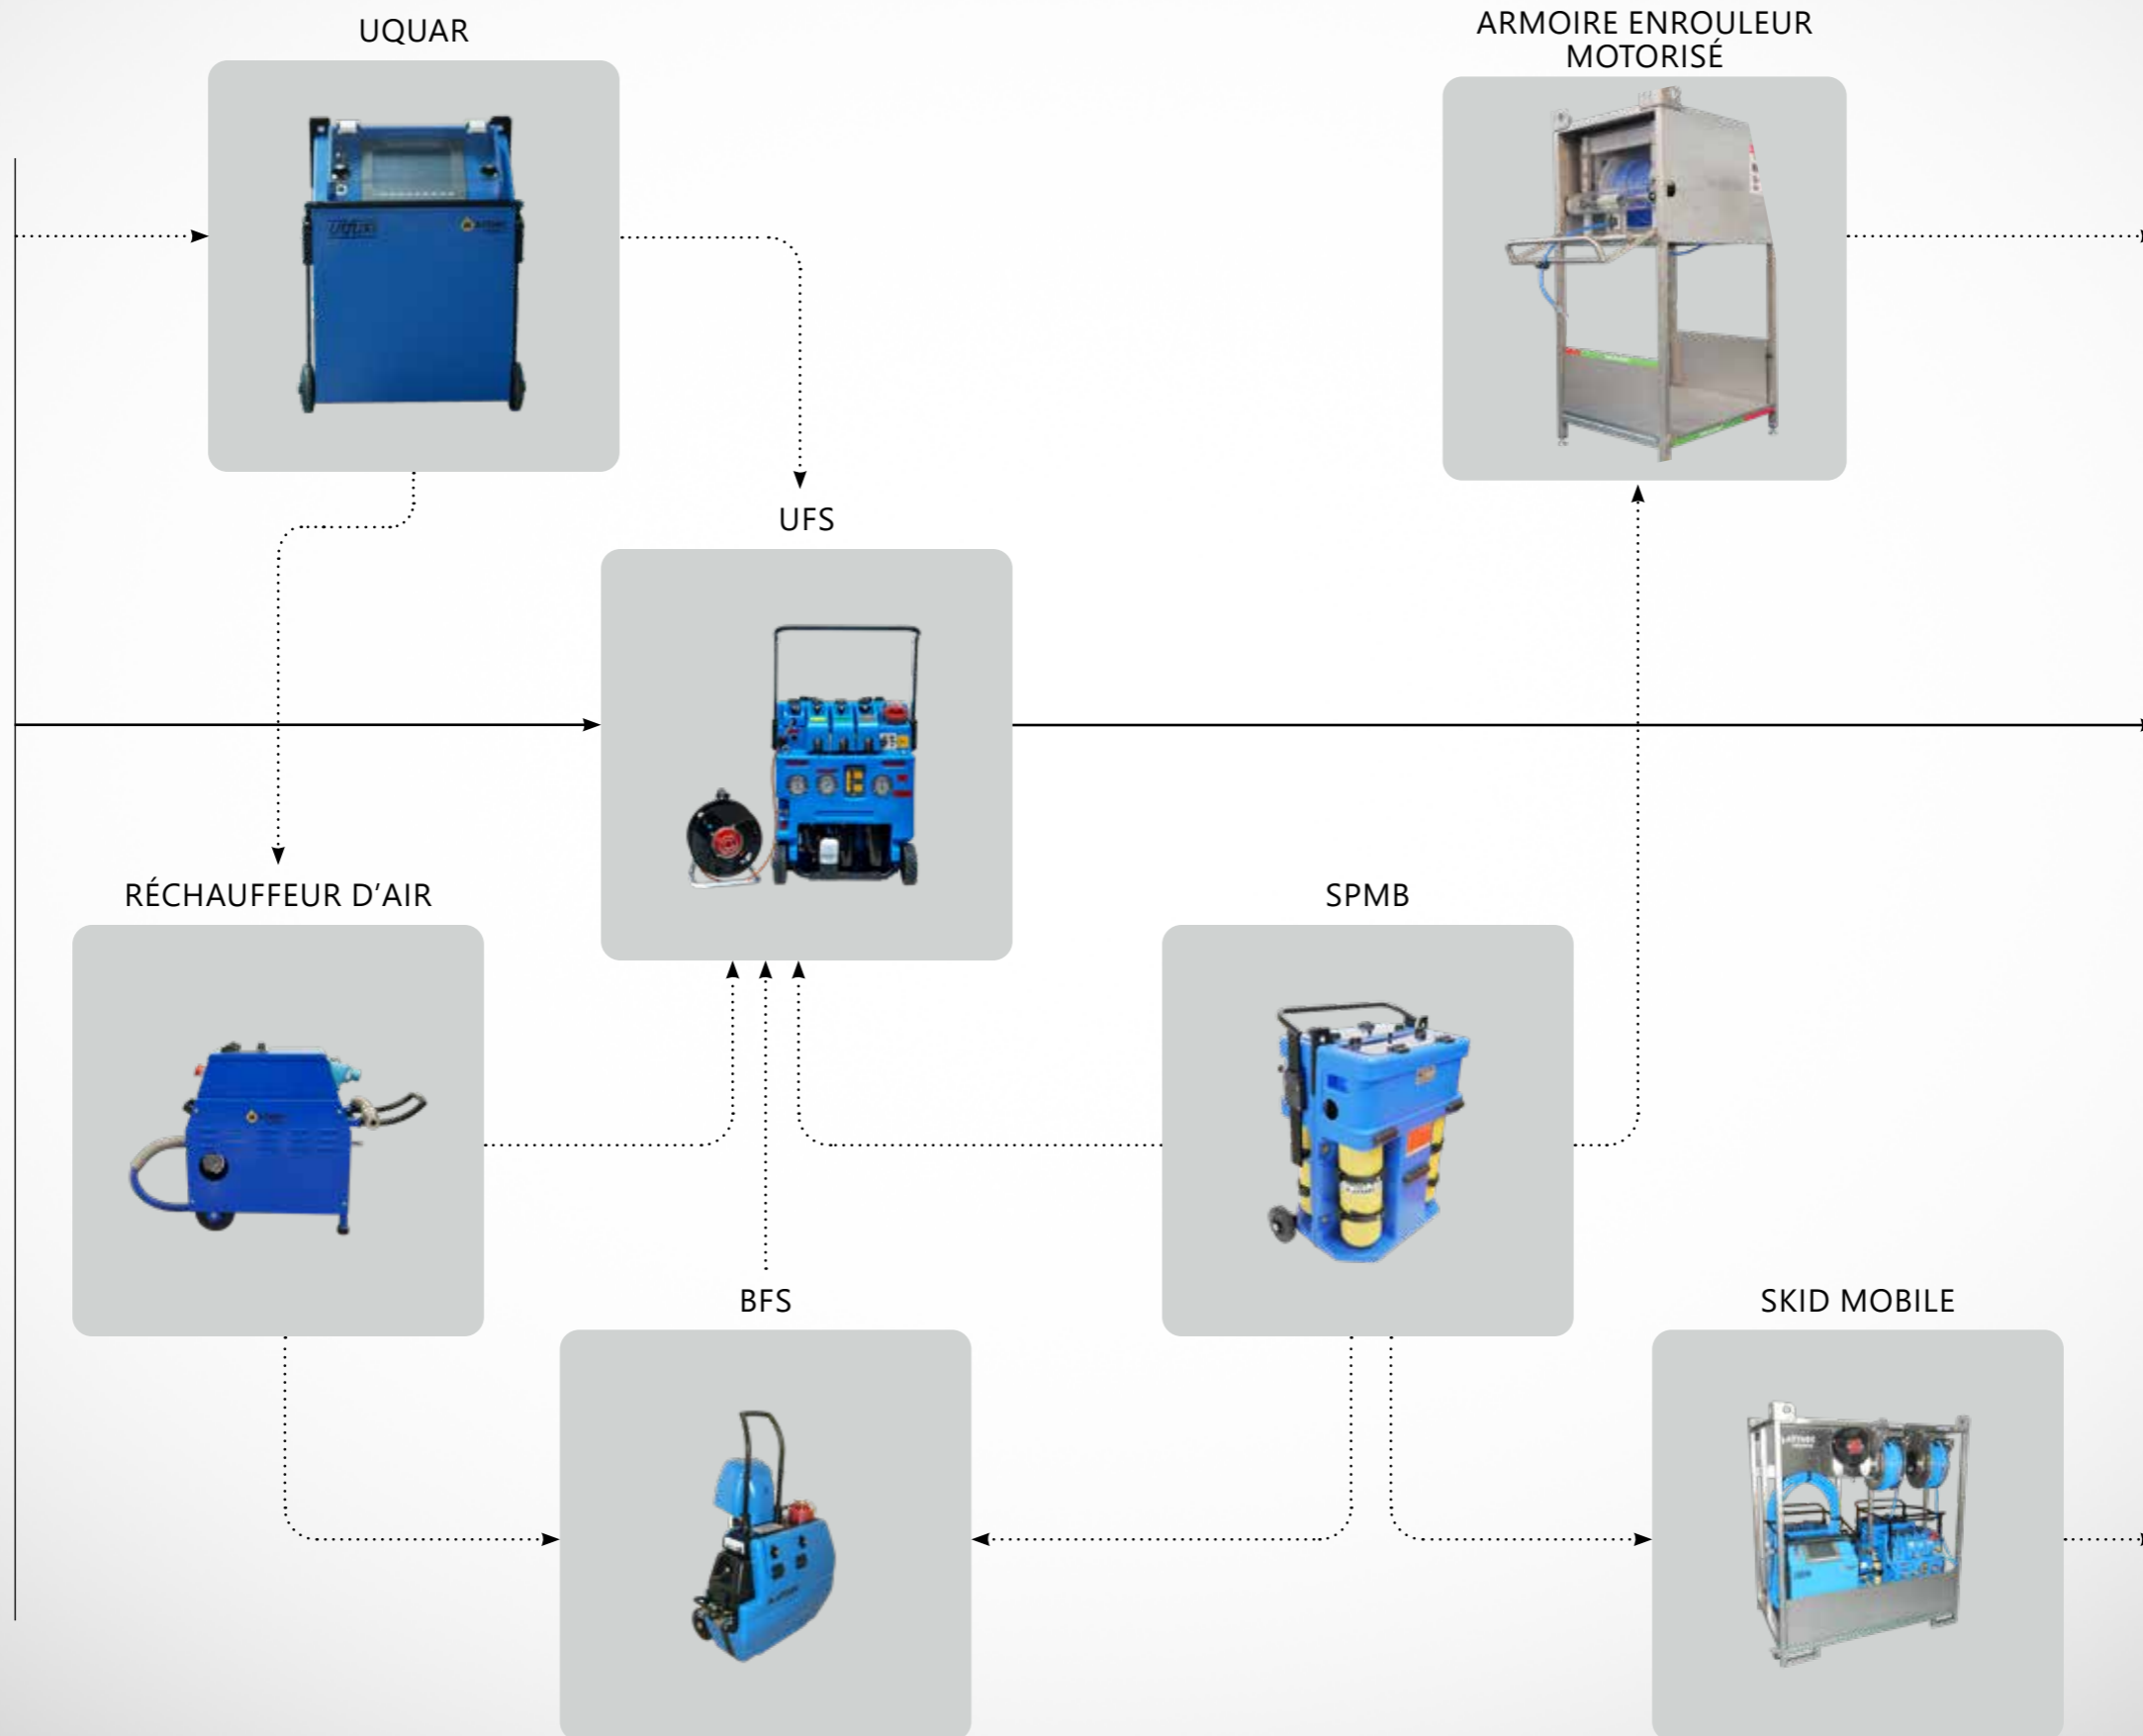 UQUAR
ARMOIRE ENROULEUR
MOTORISÉ
UFS
RÉCHAUFFEUR D’AIR
SPMB
BFS
SKID MOBILE